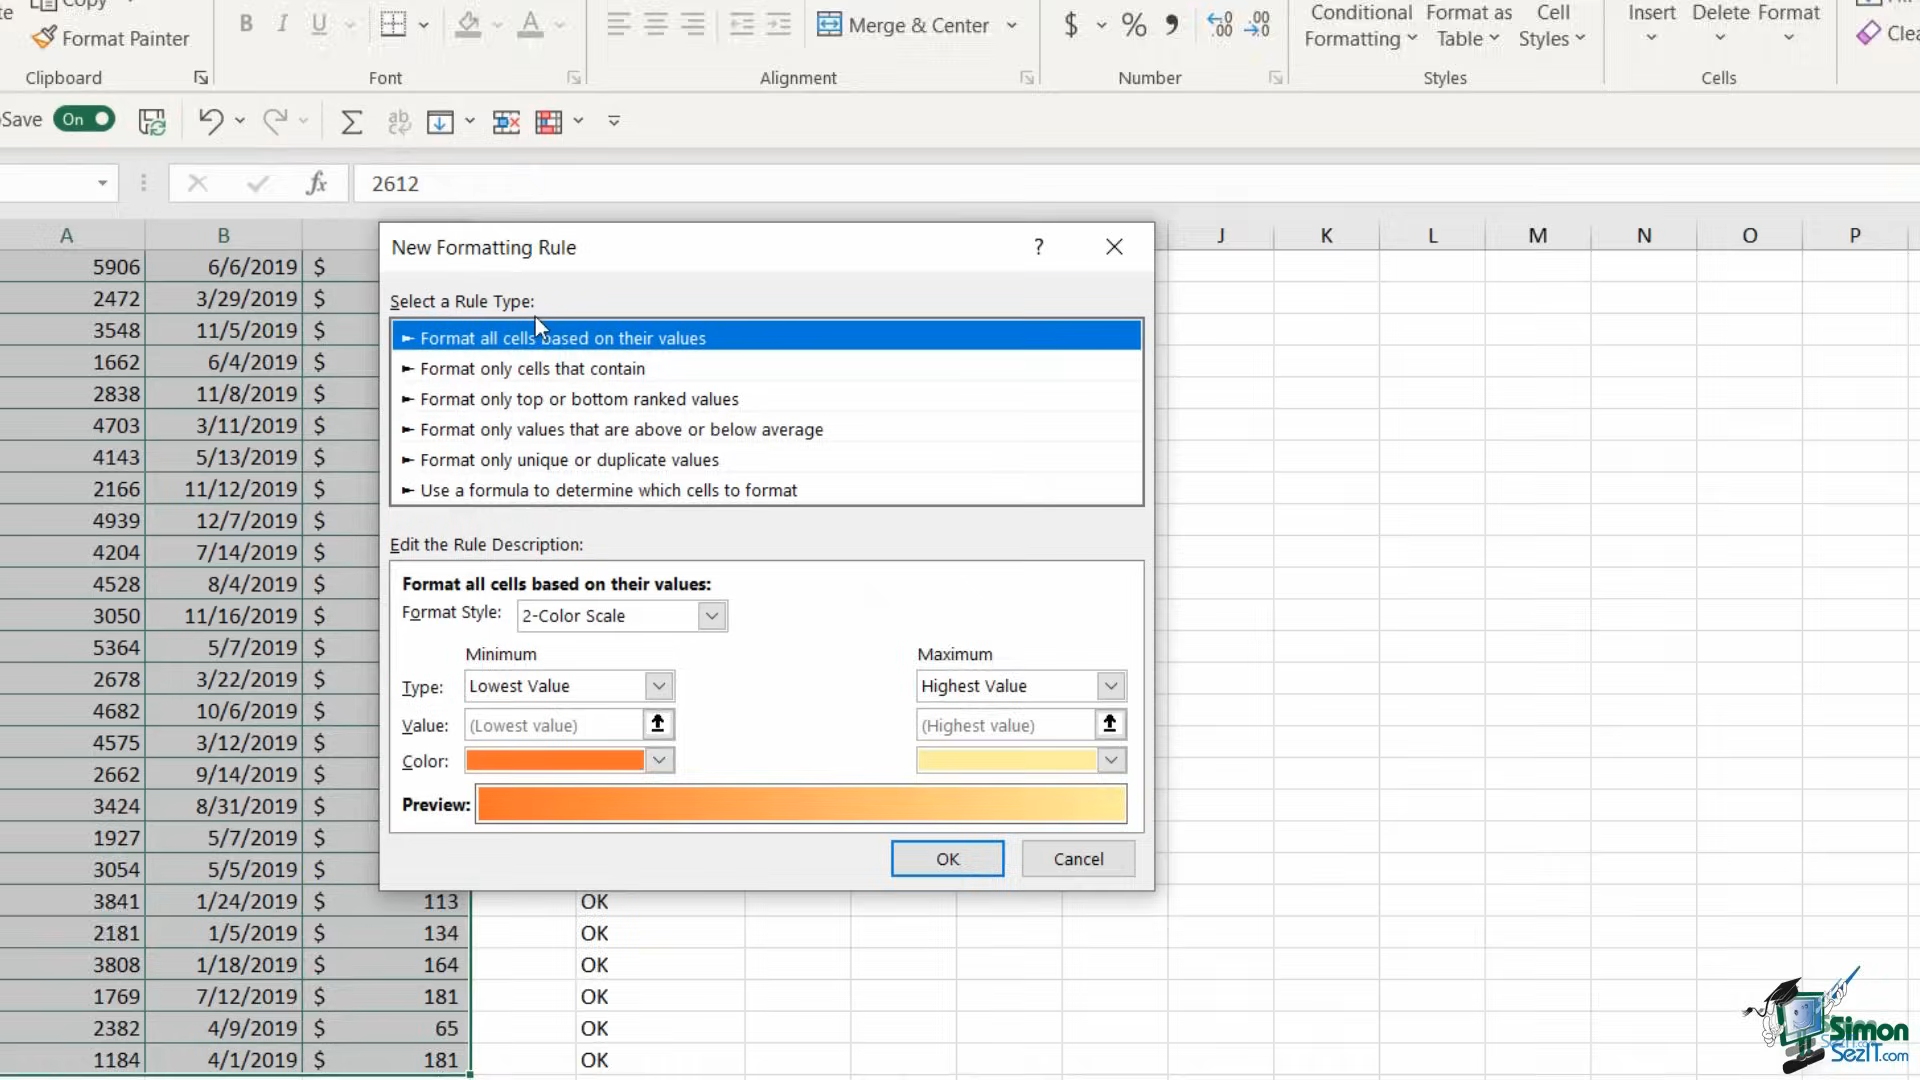 Copy
Format Painter
Clipboard
B I U
A
Font
Merge & Center
Alignment
$ % , .00
Number
Conditional Formatting
Format as Table
Cell Styles
Styles
Insert Delete Format
Cells
Save On
ab
fx 2612
A B J K L M N O P
5906 6/6/2019 $
2472 3/29/2019 $
3548 11/5/2019 $
1662 6/4/2019 $
2838 11/8/2019 $
4703 3/11/2019 $
4143 5/13/2019 $
2166 11/12/2019 $
4939 12/7/2019 $
4204 7/14/2019 $
4528 8/4/2019 $
3050 11/16/2019 $
5364 5/7/2019 $
2678 3/22/2019 $
4682 10/6/2019 $
4575 3/12/2019 $
2662 9/14/2019 $
3424 8/31/2019 $
1927 5/7/2019 $
3054 5/5/2019 $
3841 1/24/2019 $ 113 OK
2181 1/5/2019 $ 134 OK
3808 1/18/2019 $ 164 OK
1769 7/12/2019 $ 181 OK
2382 4/9/2019 $ 65 OK
1184 4/1/2019 $ 181 OK
New Formatting Rule ?
Select a Rule Type:
► Format all cells based on their values
► Format only cells that contain
► Format only top or bottom ranked values
► Format only values that are above or below average
► Format only unique or duplicate values
► Use a formula to determine which cells to format
Edit the Rule Description:
Format all cells based on their values:
Format Style: 2-Color Scale
Minimum Maximum
Type: Lowest Value Highest Value
Value: (Lowest value) (Highest value)
Color:
Preview:
OK Cancel
Simon
SezIT.com